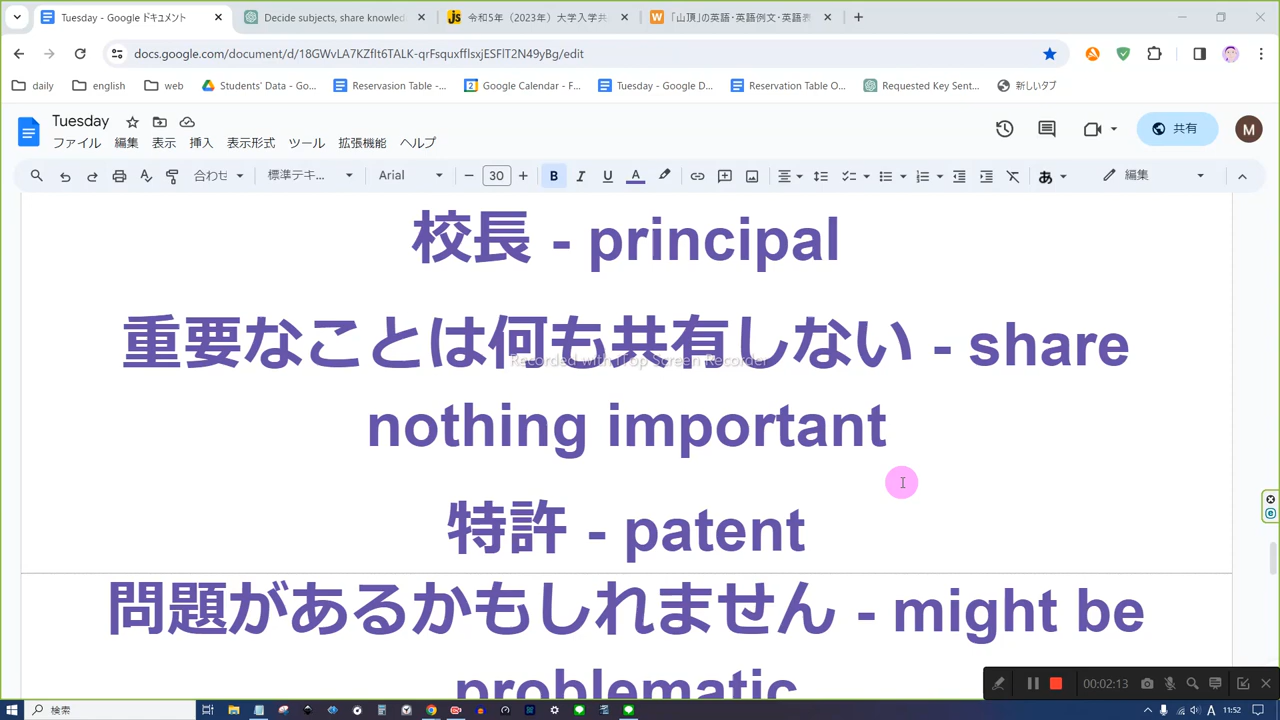 Tuesday - Google ドキュメント
Decide subjects, share knowled
JS 令和5年（2023年）大学入学共
W 「山頂」の英語・英語例文・英語表
docs.google.com/document/d/18GWvLA7KZfIt6TALK-qrFsquxfflsxjESFIT2N49yBg/edit
daily
english
web
Students' Data - Go...
Reservasion Table -...
Google Calendar - F...
Tuesday - Google D...
Reservation Table O...
Requested Key Sent...
新しいタブ
Tuesday
ファイル 編集 表示 挿入 表示形式 ツール 拡張機能 ヘルプ
共有
M
合わせ
標準テキ...
Arial
30
B I U A
あ
編集
校長 - principal
重要なことは何も共有しない - share
nothing important
Recorded with iTop Screen Recorder
特許 - patent
問題があるかもしれません - might be
problematic
00:02:13
検索
A 11:52